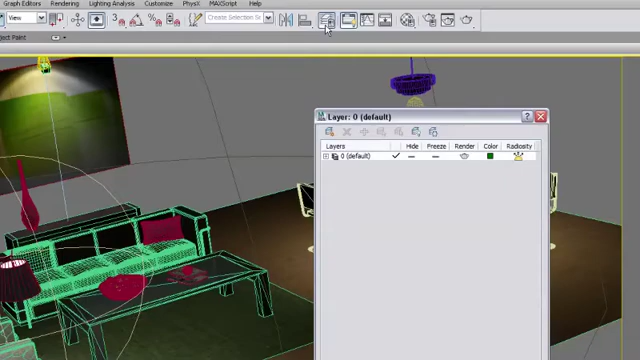 Graph Editors Rendering Lighting Analysis Customize PhysX MAXScript Help
View Create Selection Se
ject Paint
Layer: 0 (default)
Layers Hide Freeze Render Color Radiosity
0 (default)